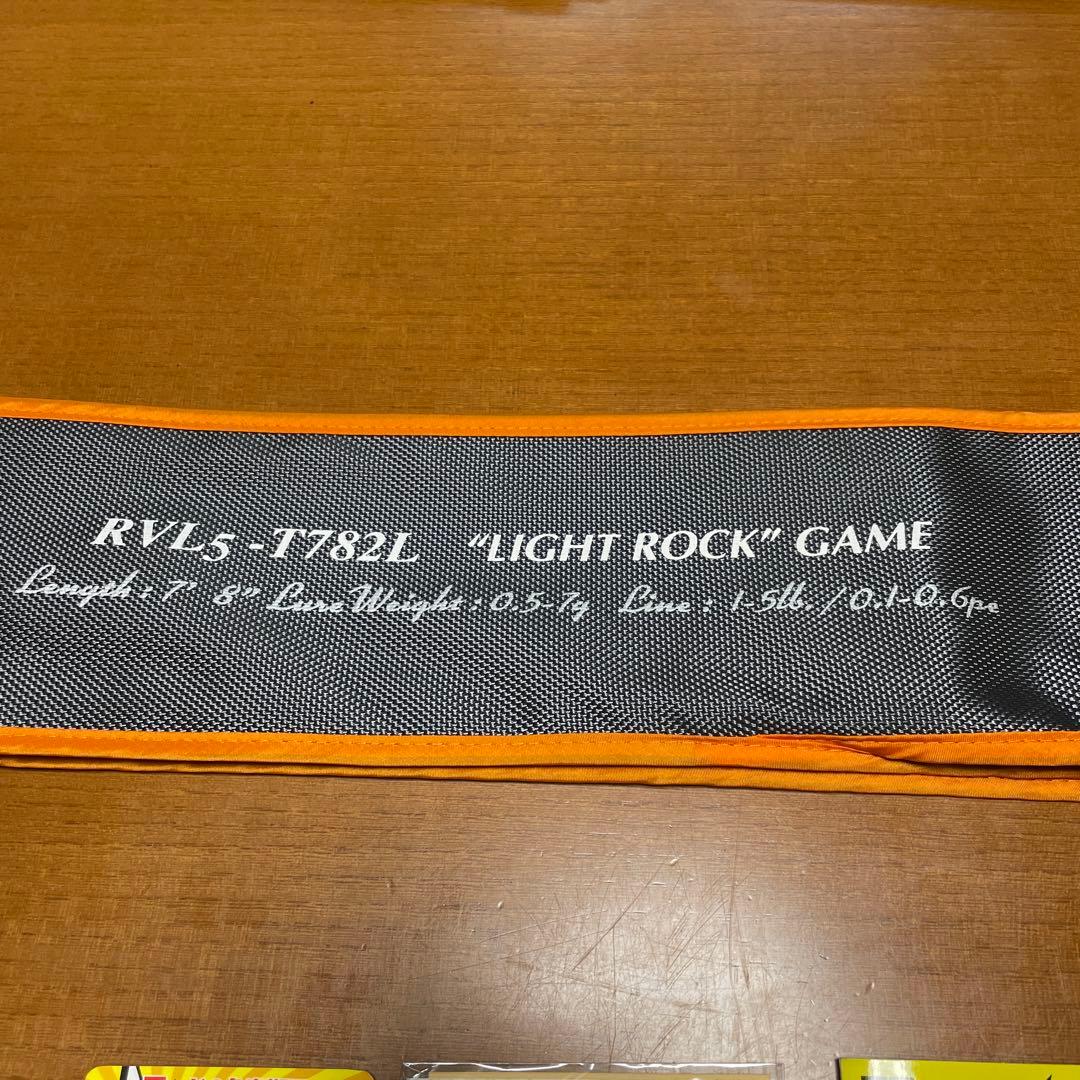 RVL5-T782L "LIGHT ROCK" GAME
Length: 7' 8" Lure Weight: 0.5-7g Line: 1-5lb./0.1-0.6pe